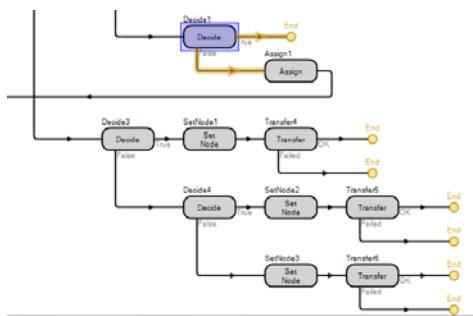 Decide1
End
Decide
True
False
Assign1
Assign
Decide3
SetNode1
Transfer4
End
Decide
Set
Node
Transfer
True
OK
False
Failed
End
Decide4
SetNode2
Transfer5
End
Decide
Set
Node
Transfer
True
OK
False
Failed
End
SetNode3
Transfer6
End
Set
Node
Transfer
OK
Failed
End